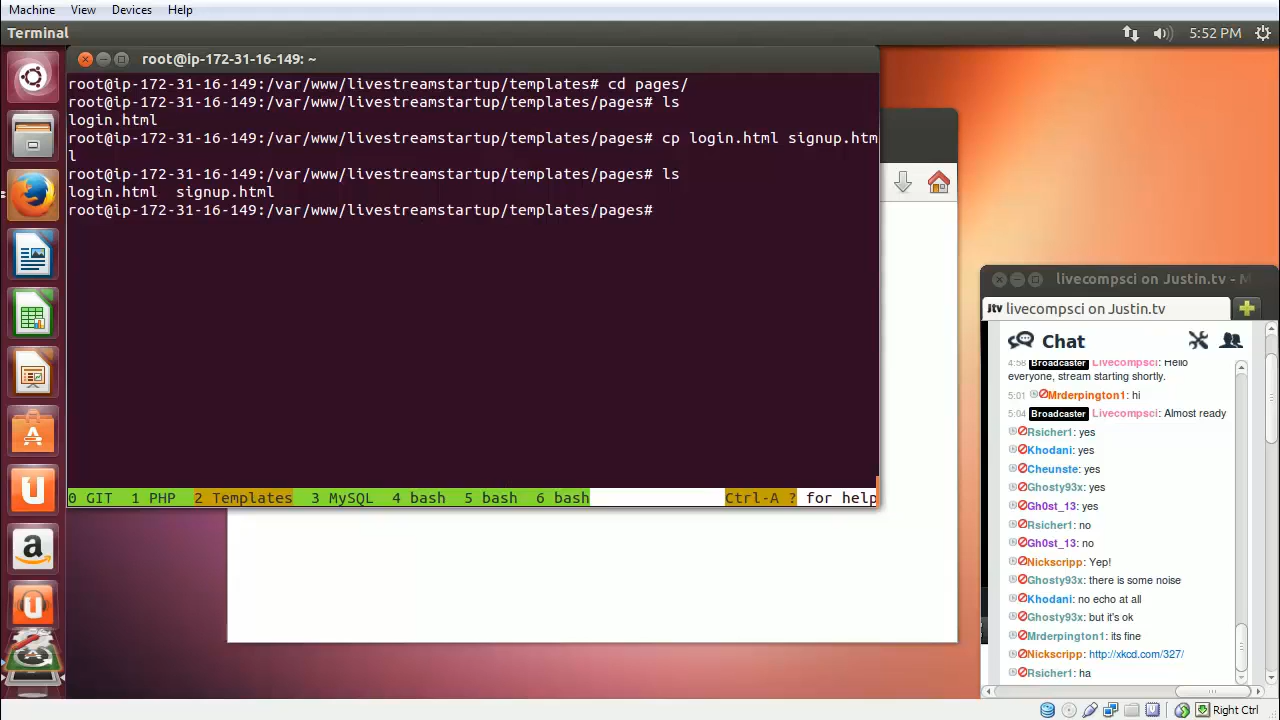 Machine View Devices Help
Terminal 5:52 PM
root@ip-172-31-16-149: ~
root@ip-172-31-16-149:/var/www/livestreamstartup/templates# cd pages/
root@ip-172-31-16-149:/var/www/livestreamstartup/templates/pages# ls
login.html
root@ip-172-31-16-149:/var/www/livestreamstartup/templates/pages# cp login.html signup.htm
l
root@ip-172-31-16-149:/var/www/livestreamstartup/templates/pages# ls
login.html signup.html
root@ip-172-31-16-149:/var/www/livestreamstartup/templates/pages#
0 GIT 1 PHP 2 Templates 3 MySQL 4 bash 5 bash 6 bash Ctrl-A ? for help
livecompsci on Justin.tv - M
jtv livecompsci on Justin.tv
Chat
4:58 Broadcaster Livecompsci: Hello
everyone, stream starting shortly.
5:01 Mrderpington1: hi
5:04 Broadcaster Livecompsci: Almost ready
Rsicher1: yes
Khodani: yes
Cheunste: yes
Ghosty93x: yes
Gh0st_13: yes
Rsicher1: no
Gh0st_13: no
Nickscripp: Yep!
Ghosty93x: there is some noise
Khodani: no echo at all
Ghosty93x: but it's ok
Mrderpington1: its fine
Nickscripp: http://xkcd.com/327/
Rsicher1: ha
Right Ctrl